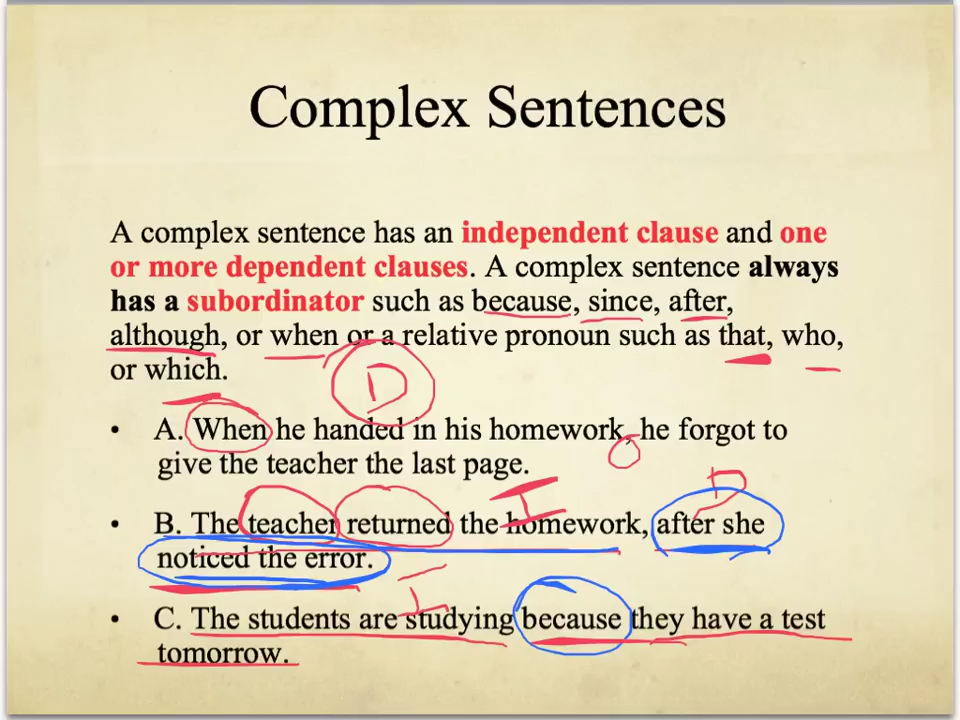 Complex Sentences
A complex sentence has an independent clause and one
or more dependent clauses. A complex sentence always
has a subordinator such as because, since, after,
although, or when or a relative pronoun such as that, who,
or which.
D
• A. When he handed in his homework, he forgot to
give the teacher the last page.
I
D
• B. The teacher returned the homework, after she
noticed the error.
I
• C. The students are studying because they have a test
tomorrow.